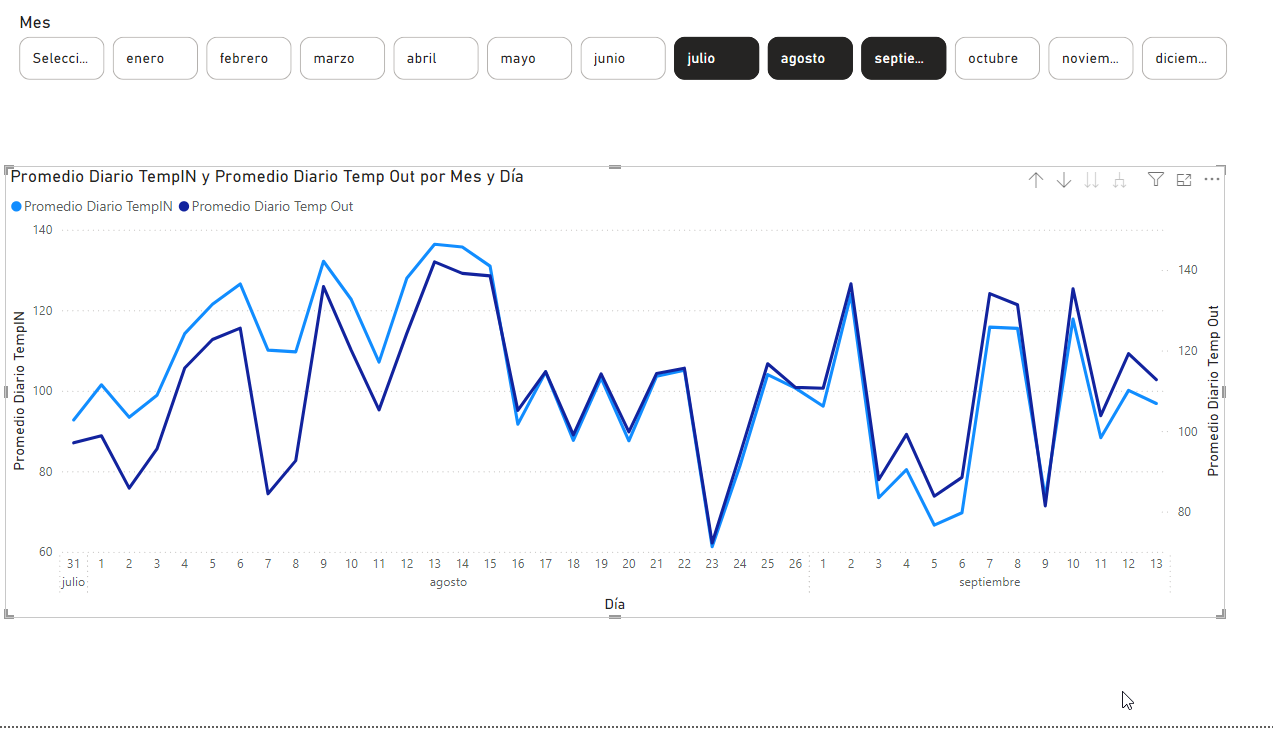 Mes
Selecci... enero febrero marzo abril mayo junio julio agosto septie... octubre noviem... diciem...
Promedio Diario TempIN y Promedio Diario Temp Out por Mes y Día
Promedio Diario TempIN Promedio Diario Temp Out
140
120
100
80
60
Promedio Diario TempIN
140
120
100
80
Promedio Diario Temp Out
31 1 2 3 4 5 6 7 8 9 10 11 12 13 14 15 16 17 18 19 20 21 22 23 24 25 26 1 2 3 4 5 6 7 8 9 10 11 12 13
julio agosto septiembre
Día